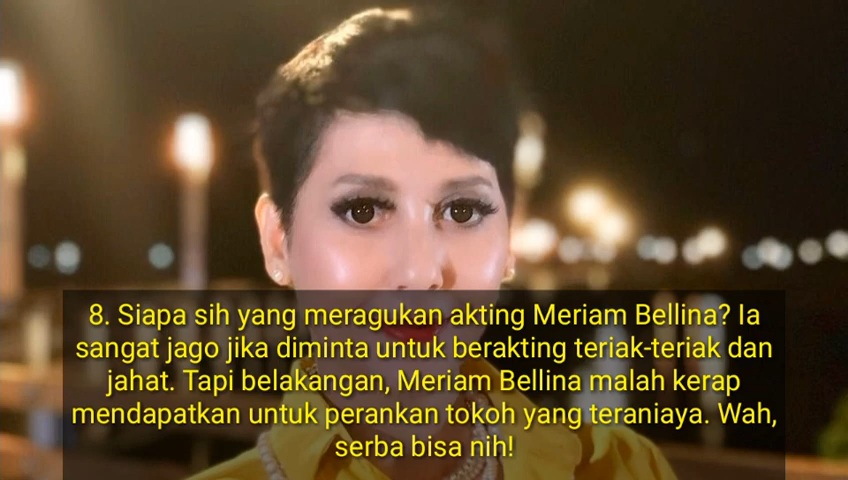 8. Siapa sih yang meragukan akting Meriam Bellina? Ia
sangat jago jika diminta untuk berakting teriak-teriak dan
jahat. Tapi belakangan, Meriam Bellina malah kerap
mendapatkan untuk perankan tokoh yang teraniaya. Wah,
serba bisa nih!